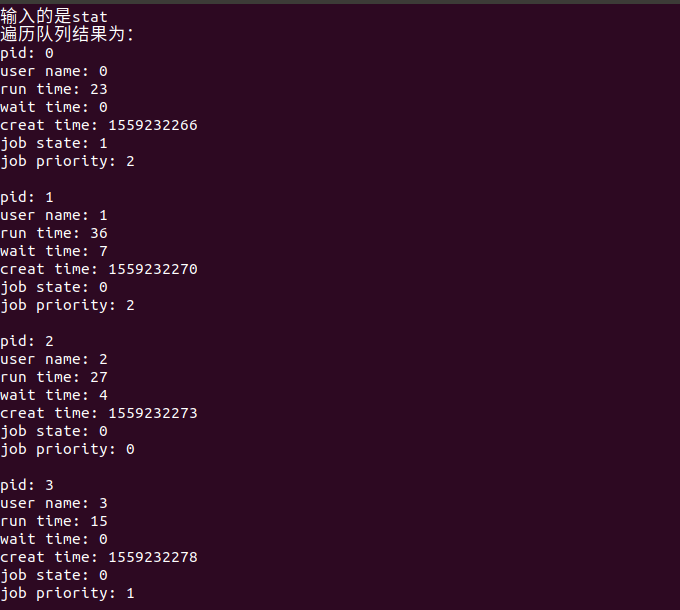 输入的是stat
遍历队列结果为：
pid: 0
user name: 0
run time: 23
wait time: 0
creat time: 1559232266
job state: 1
job priority: 2
pid: 1
user name: 1
run time: 36
wait time: 7
creat time: 1559232270
job state: 0
job priority: 2
pid: 2
user name: 2
run time: 27
wait time: 4
creat time: 1559232273
job state: 0
job priority: 0
pid: 3
user name: 3
run time: 15
wait time: 0
creat time: 1559232278
job state: 0
job priority: 1